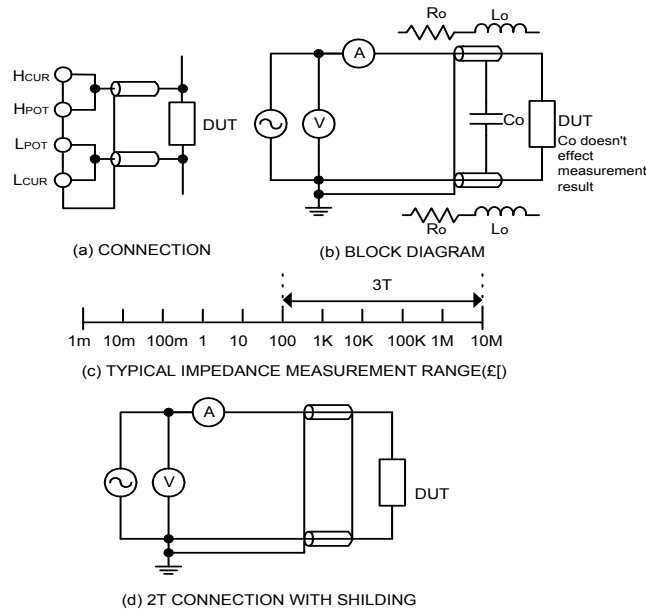 HCUR
HPOT
LPOT
LCUR
DUT
(a) CONNECTION
Ro
Lo
A
V
Co
DUT
Co doesn't
effect
measurement
result
Ro
Lo
(b) BLOCK DIAGRAM
3T
1m 10m 100m 1 10 100 1K 10K 100K 1M 10M
(c) TYPICAL IMPEDANCE MEASUREMENT RANGE(£[)
A
V
DUT
(d) 2T CONNECTION WITH SHILDING